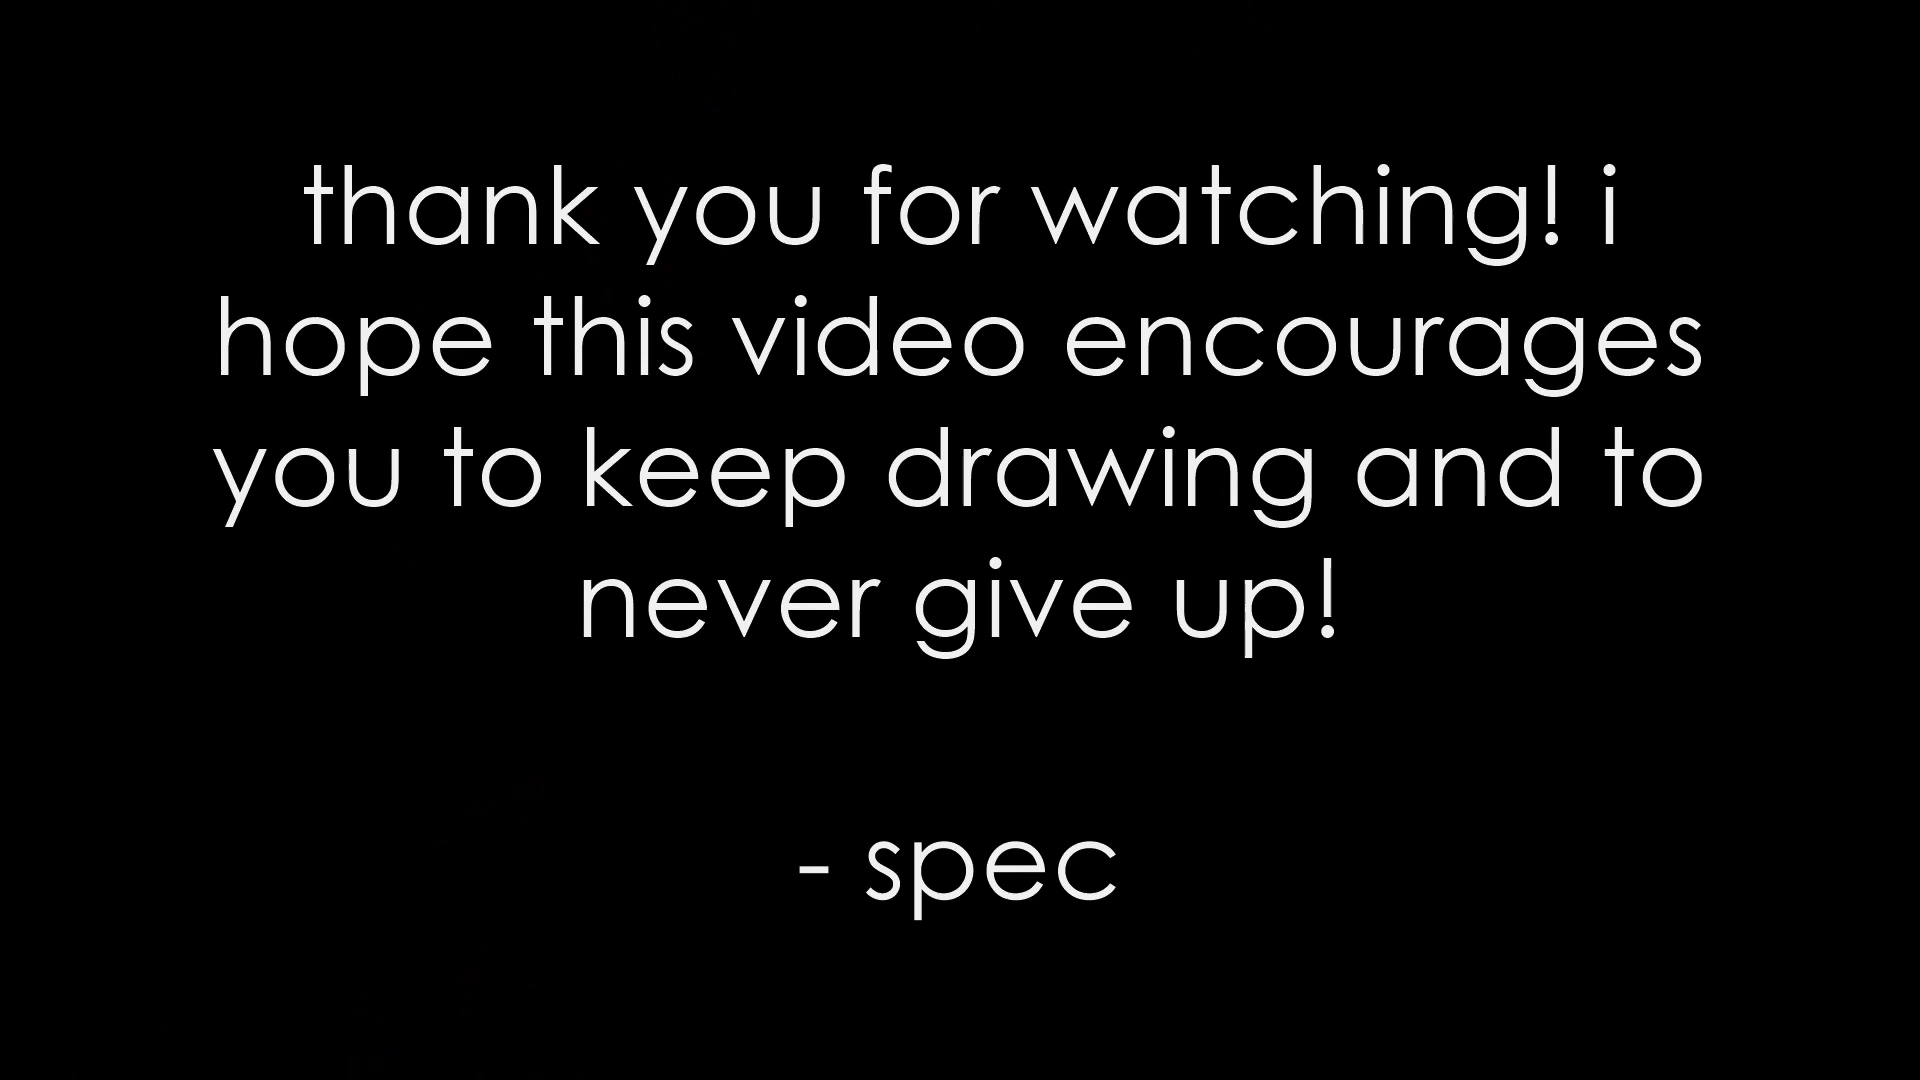 thank you for watching! i
hope this video encourages
you to keep drawing and to
never give up!
- spec